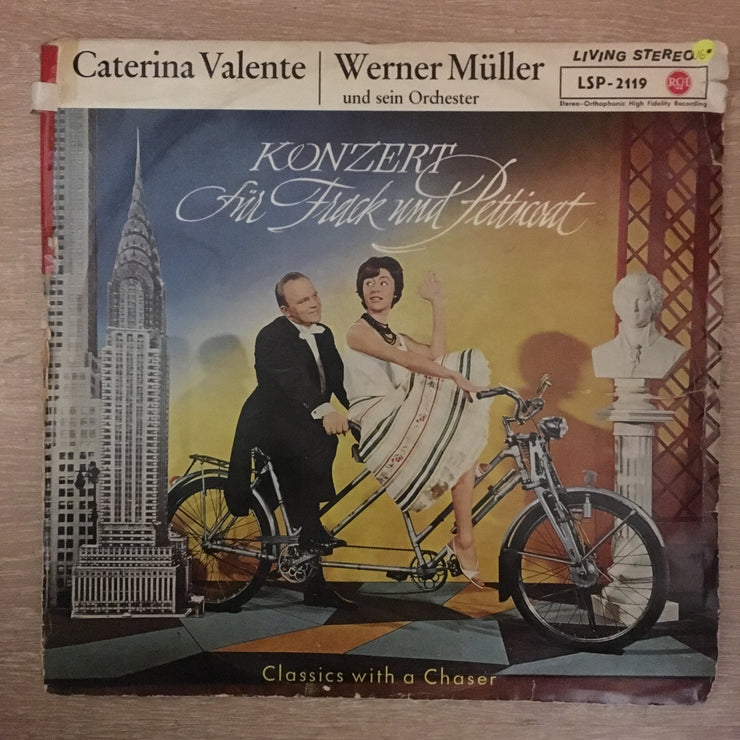 Caterina Valente | Werner Müller
und sein Orchester
LIVING STEREO
LSP-2119 RCA
Stereo-Orthophonic High Fidelity Recording
KONZERT
für Frack und Petticoat
Classics with a Chaser